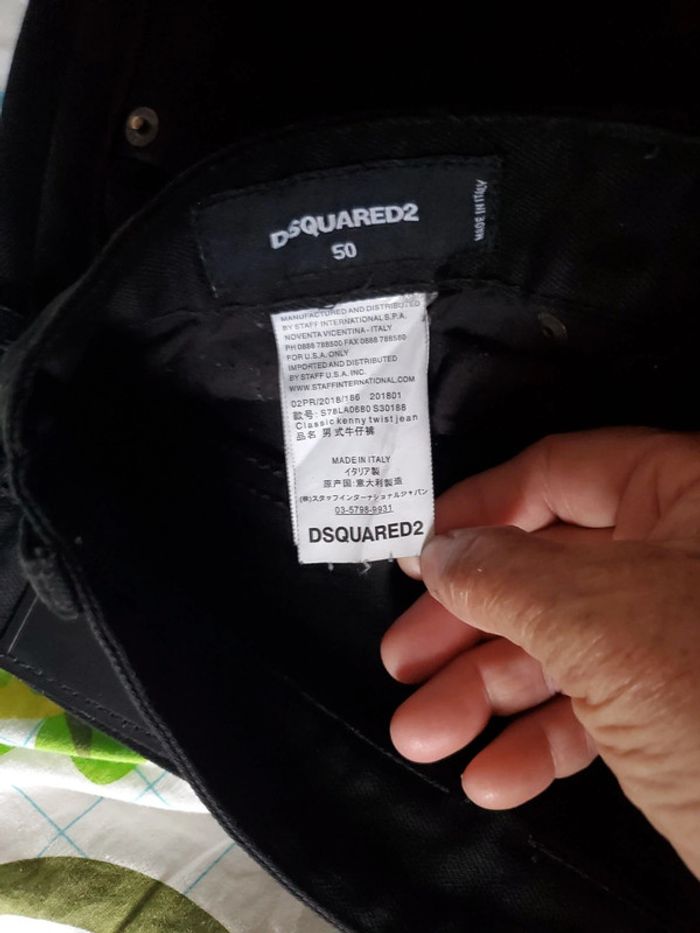 DSQUARED2
50
MADE IN ITALY
MANUFACTURED AND DISTRIBUTED
BY STAFF INTERNATIONAL S.P.A.
NOVENTA VICENTINA - ITALY
PH 0888 788500 FAX 0888 788580
FOR U.S.A. ONLY
IMPORTED AND DISTRIBUTED
BY STAFF U.S.A. INC.
WWW.STAFFINTERNATIONAL.COM
02PR/2018/166 201801
款号: S78LA06B0 S30188
Classic kenny twist jean
品名 男式牛仔裤
MADE IN ITALY
イタリア製
原产国:意大利製造
(株)スタッフインターナショナルジャパン
03-5798-9931
DSQUARED2